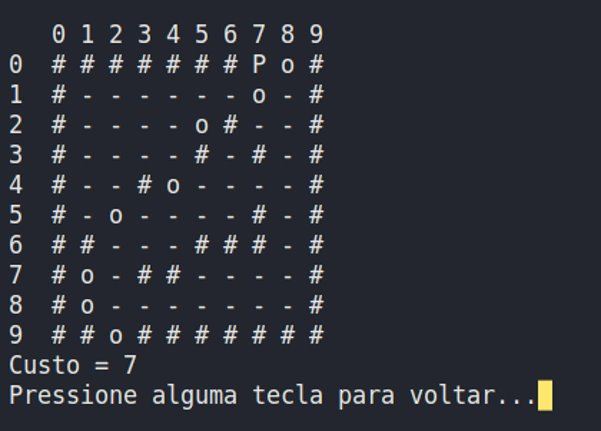 0 1 2 3 4 5 6 7 8 9
0 # # # # # # # P o #
1 # - - - - - - o - #
2 # - - - - o # - - #
3 # - - - - # - # - #
4 # - - # o - - - - #
5 # - o - - - - # - #
6 # # - - - # # # - #
7 # o - # # - - - - #
8 # o - - - - - - - #
9 # # o # # # # # # #
Custo = 7
Pressione alguma tecla para voltar...